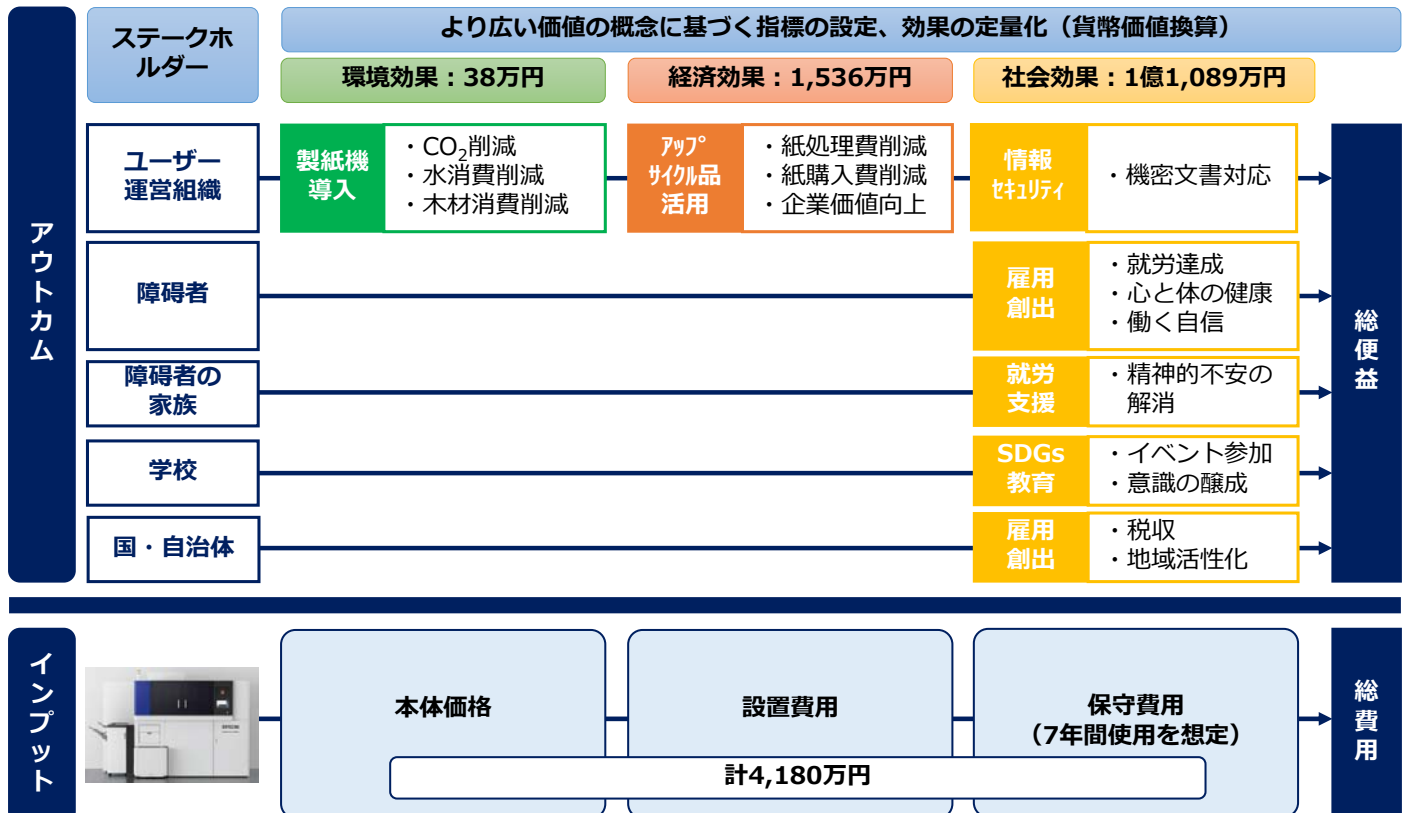 ステークホ
ルダー
より広い価値の概念に基づく指標の設定、効果の定量化（貨幣価値換算）
環境効果：38万円
経済効果：1,536万円
社会効果：1億1,089万円
アウトカム
ユーザー
運営組織
製紙機
導入
・CO2削減
・水消費削減
・木材消費削減
ｱｯﾌﾟ
ｻｲｸﾙ品
活用
・紙処理費削減
・紙購入費削減
・企業価値向上
情報
ｾｷｭﾘﾃｨ
・機密文書対応
障碍者
雇用
創出
・就労達成
・心と体の健康
・働く自信
障碍者の
家族
就労
支援
・精神的不安の
解消
学校
SDGs
教育
・イベント参加
・意識の醸成
国・自治体
雇用
創出
・税収
・地域活性化
総便益
インプット
本体価格
設置費用
保守費用
（7年間使用を想定）
計4,180万円
総費用